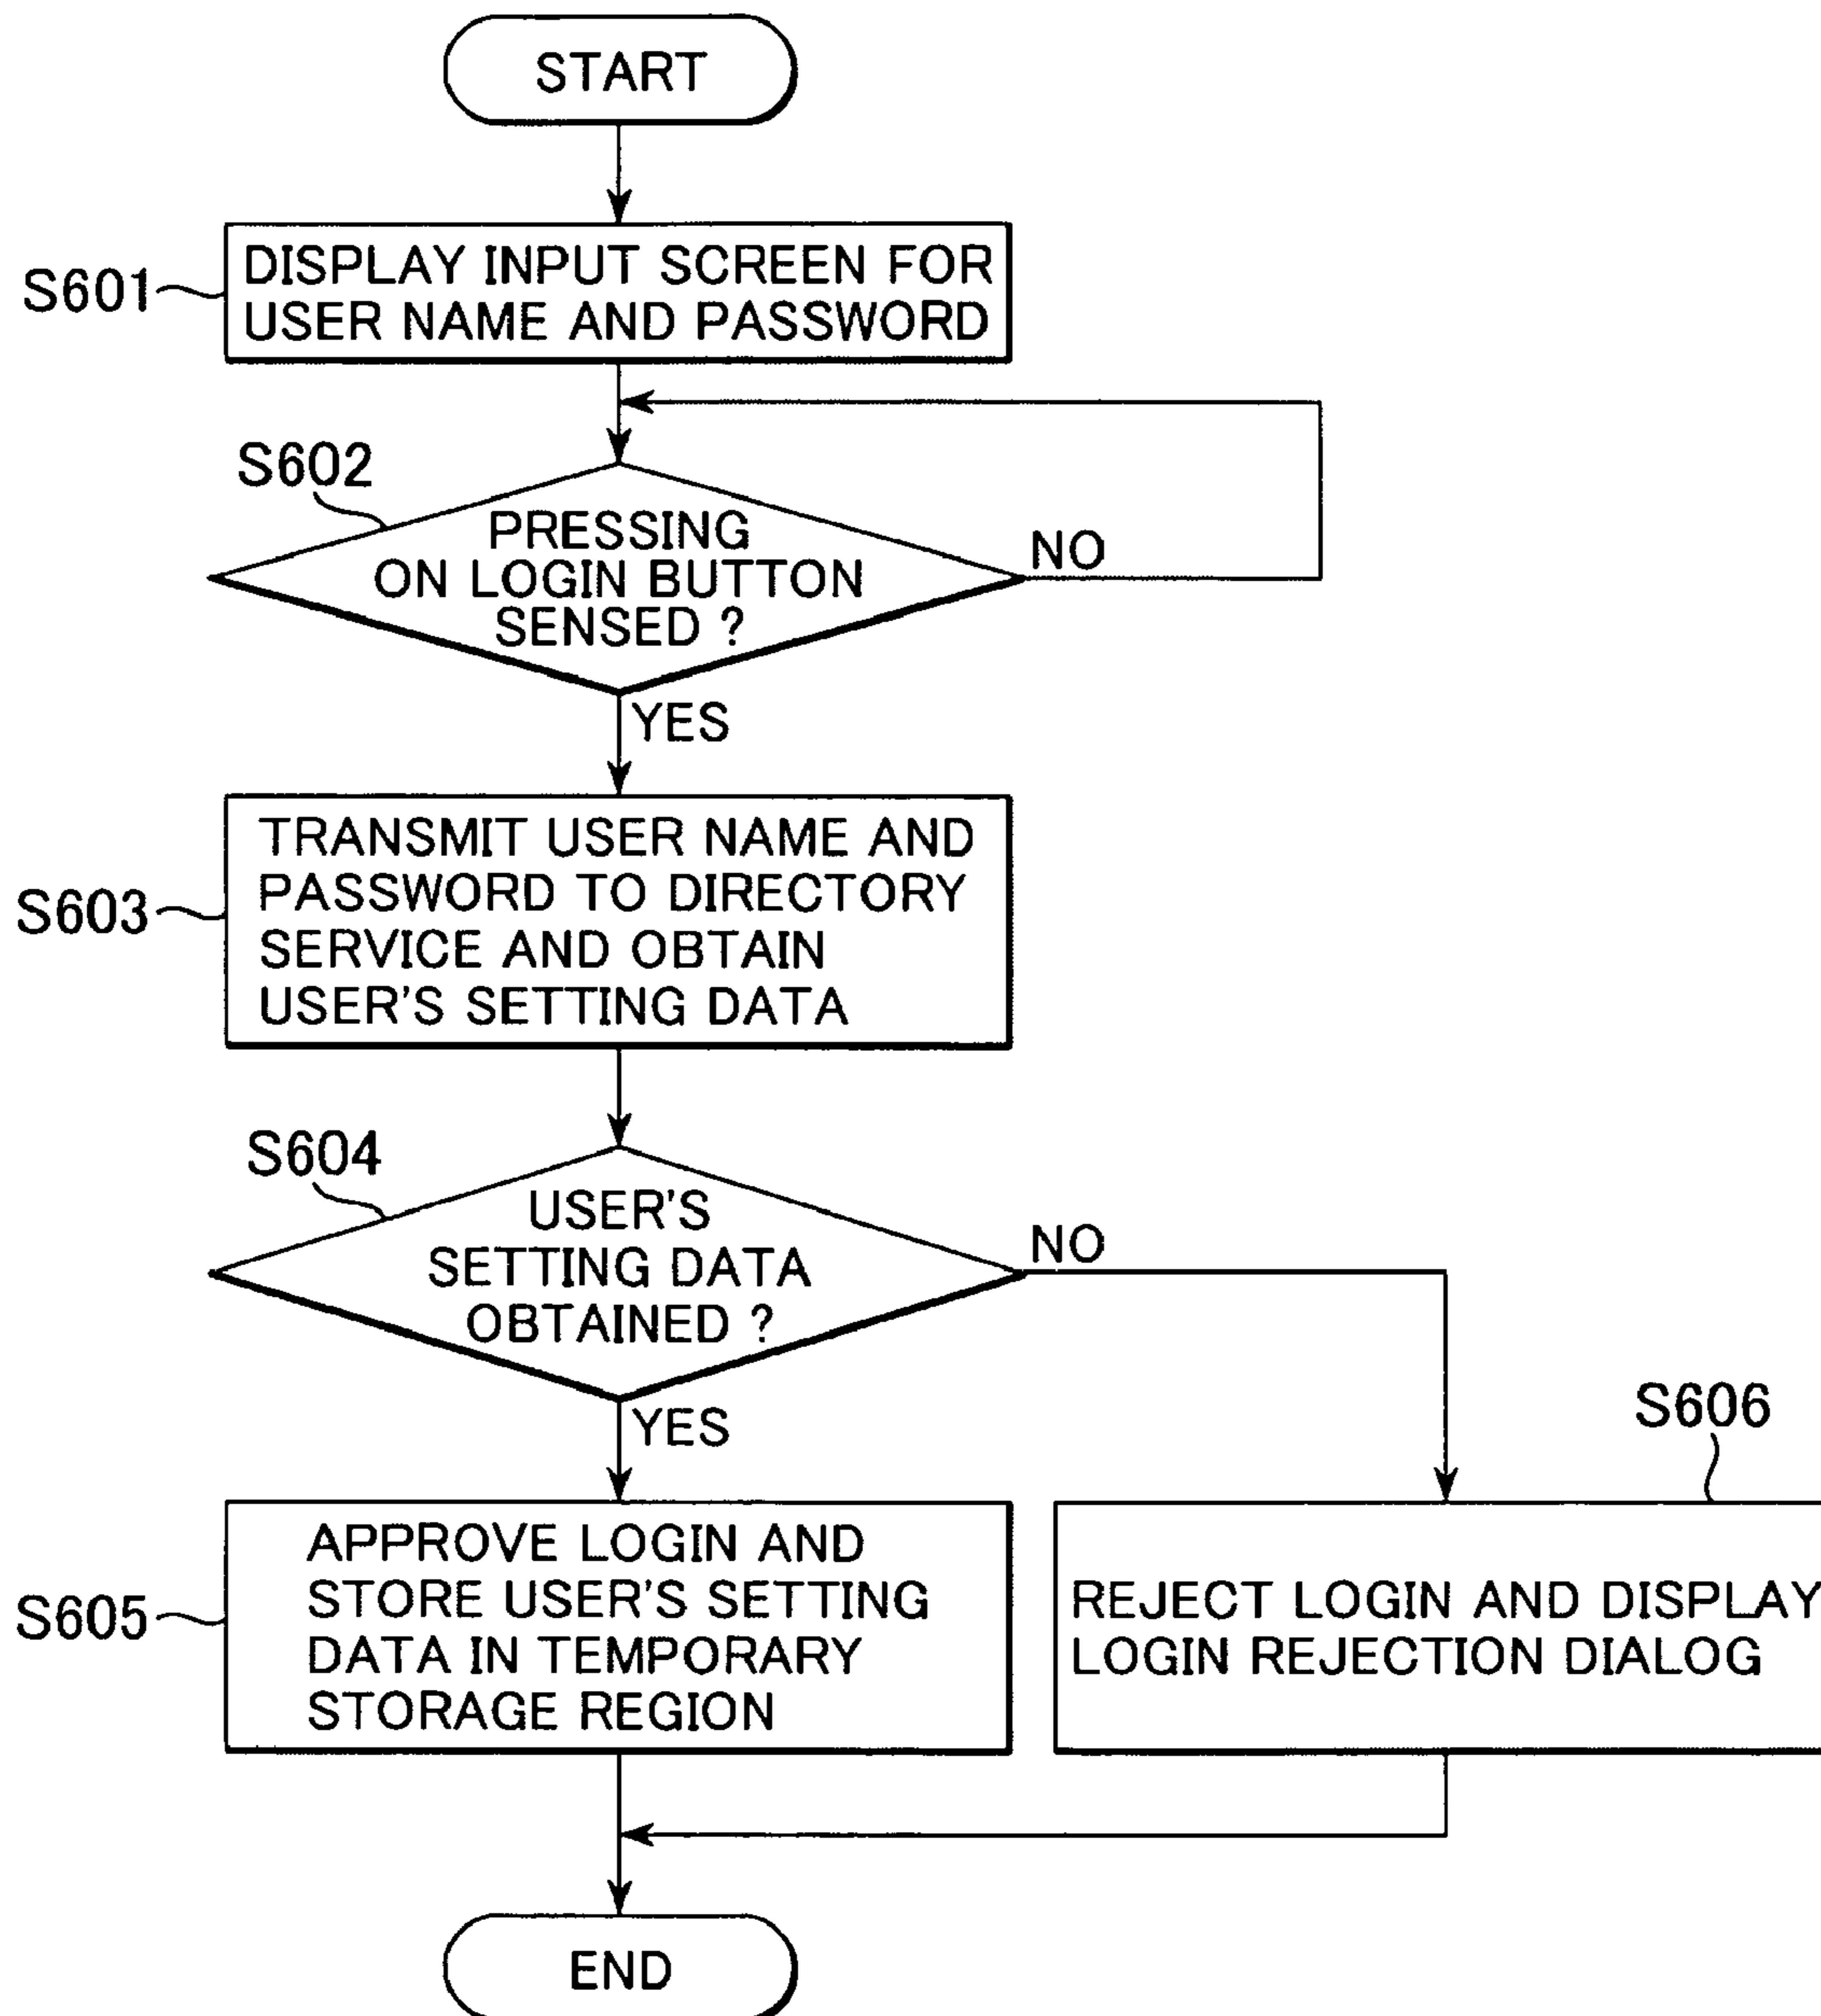 START
S601
DISPLAY INPUT SCREEN FOR
USER NAME AND PASSWORD
S602
PRESSING
ON LOGIN BUTTON
SENSED ?
NO
YES
S603
TRANSMIT USER NAME AND
PASSWORD TO DIRECTORY
SERVICE AND OBTAIN
USER'S SETTING DATA
S604
USER'S
SETTING DATA
OBTAINED ?
NO
YES
S605
APPROVE LOGIN AND
STORE USER'S SETTING
DATA IN TEMPORARY
STORAGE REGION
S606
REJECT LOGIN AND DISPLAY
LOGIN REJECTION DIALOG
END